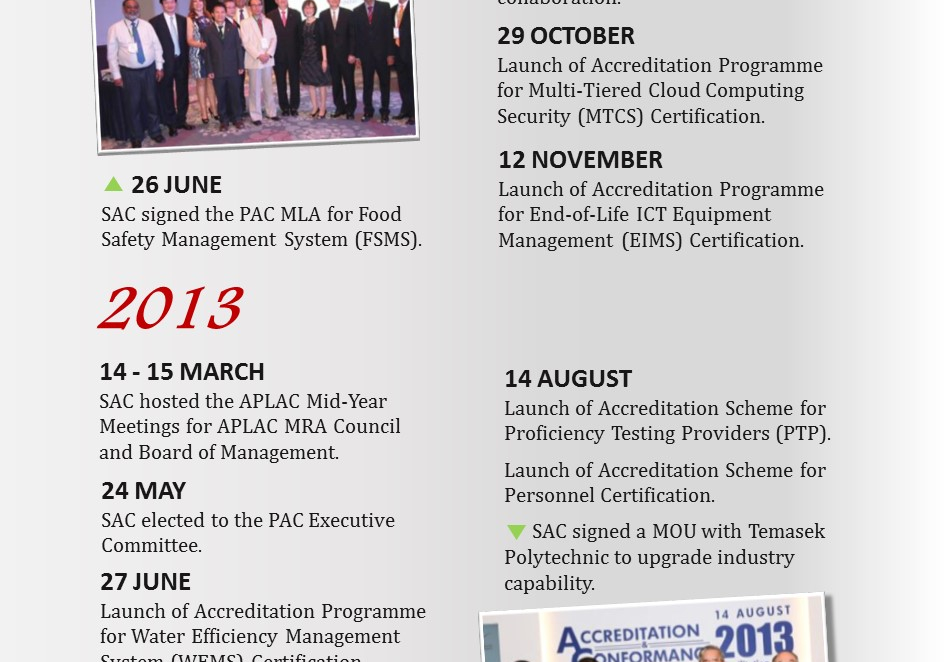 26 JUNE
SAC signed the PAC MLA for Food
Safety Management System (FSMS).
collaboration.
29 OCTOBER
Launch of Accreditation Programme
for Multi-Tiered Cloud Computing
Security (MTCS) Certification.
12 NOVEMBER
Launch of Accreditation Programme
for End-of-Life ICT Equipment
Management (EIMS) Certification.
2013
14 - 15 MARCH
SAC hosted the APLAC Mid-Year
Meetings for APLAC MRA Council
and Board of Management.
24 MAY
SAC elected to the PAC Executive
Committee.
27 JUNE
Launch of Accreditation Programme
for Water Efficiency Management
System (WEMS) Certification
14 AUGUST
Launch of Accreditation Scheme for
Proficiency Testing Providers (PTP).
Launch of Accreditation Scheme for
Personnel Certification.
SAC signed a MOU with Temasek
Polytechnic to upgrade industry
capability.
14 AUGUST
ACCREDITATION 2013
&
CONFORMANC